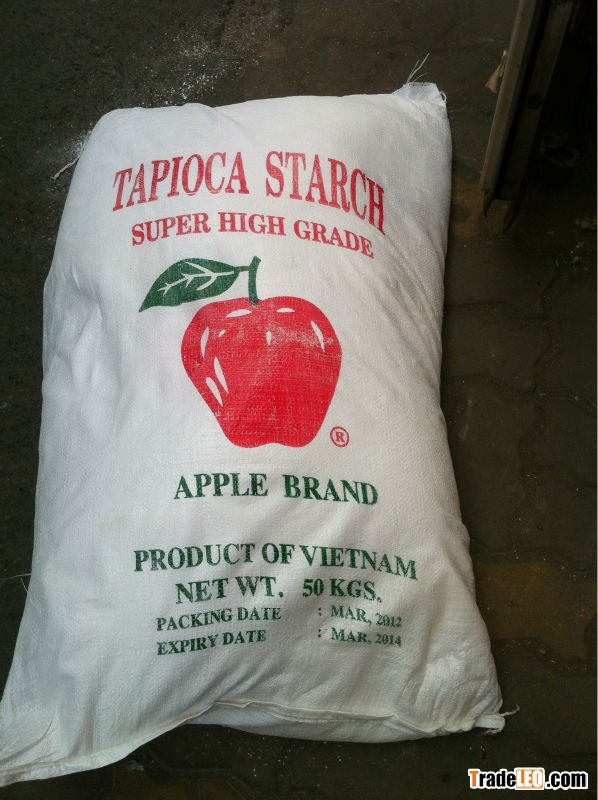 TAPIOCA STARCH
SUPER HIGH GRADE
®
APPLE BRAND
PRODUCT OF VIETNAM
NET WT. 50 KGS.
PACKING DATE : MAR, 2012
EXPIRY DATE : MAR, 2014
TradeLEO.com